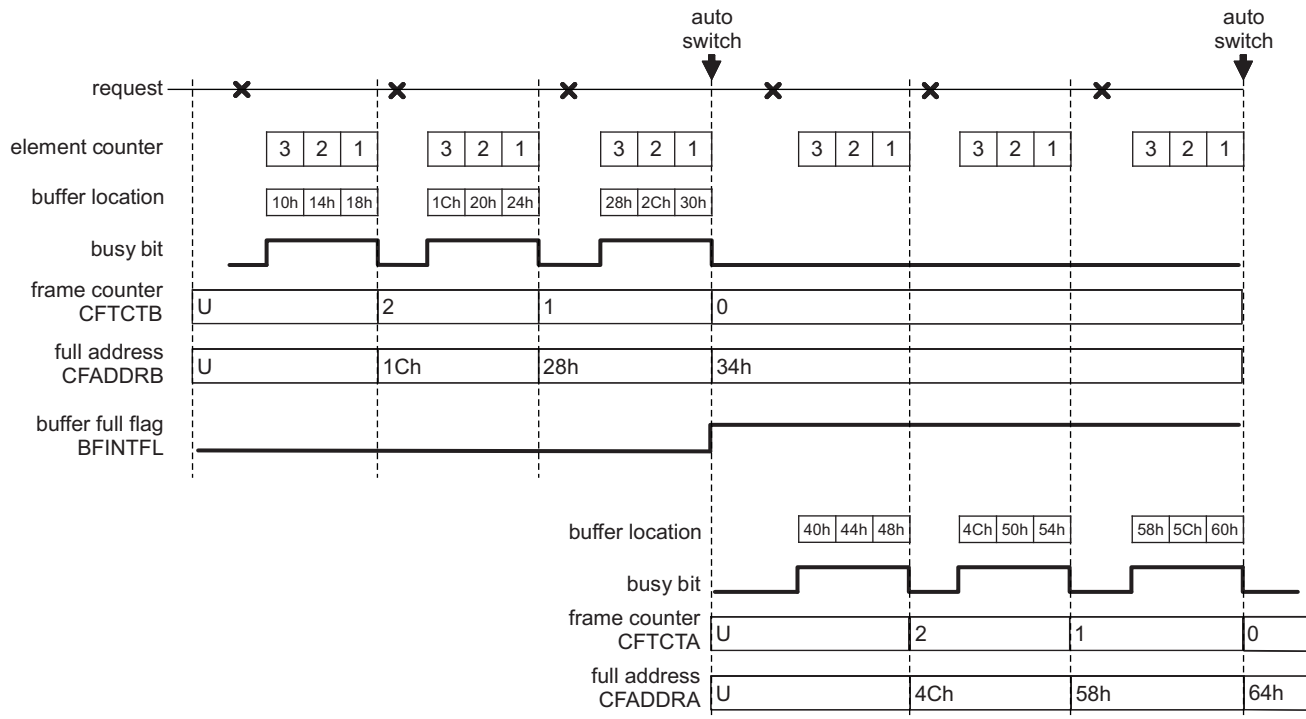 auto
switch
auto
switch
request
element counter 3 2 1 3 2 1 3 2 1 3 2 1 3 2 1 3 2 1
buffer location 10h 14h 18h 1Ch 20h 24h 28h 2Ch 30h
busy bit
frame counter
CFTCTB U 2 1 0
full address
CFADDRB U 1Ch 28h 34h
buffer full flag
BFINTFL
buffer location 40h 44h 48h 4Ch 50h 54h 58h 5Ch 60h
busy bit
frame counter
CFTCTA U 2 1 0
full address
CFADDRA U 4Ch 58h 64h